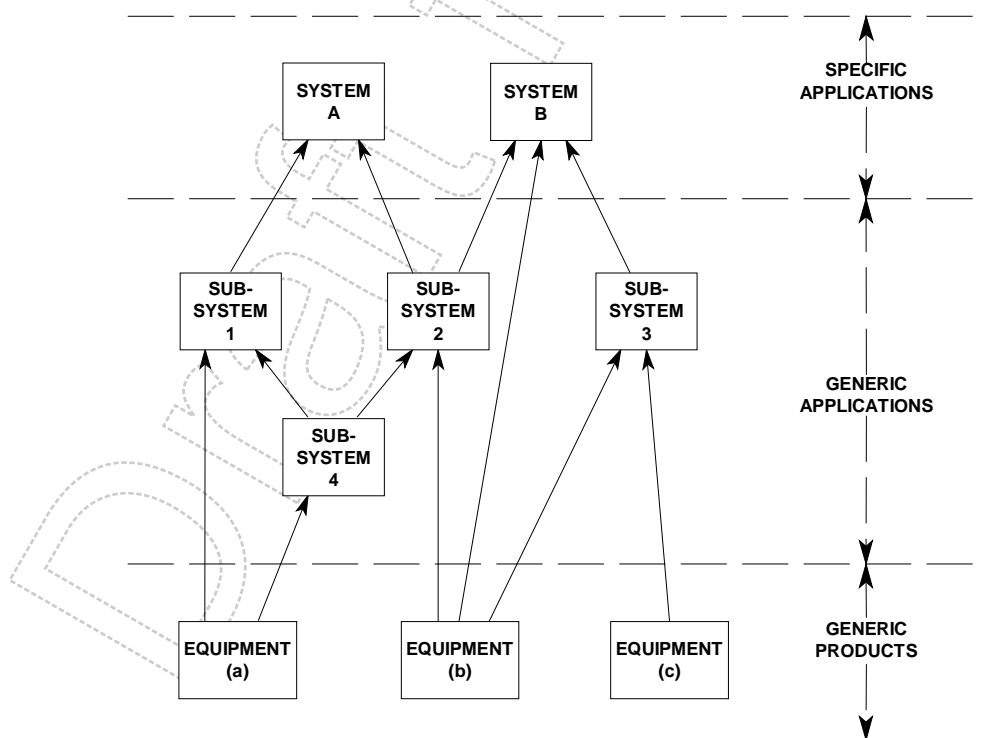 SPECIFIC
APPLICATIONS
SYSTEM
A
SYSTEM
B
SUB-
SYSTEM
1
SUB-
SYSTEM
2
SUB-
SYSTEM
3
GENERIC
APPLICATIONS
SUB-
SYSTEM
4
EQUIPMENT
(a)
EQUIPMENT
(b)
EQUIPMENT
(c)
GENERIC
PRODUCTS
Draft